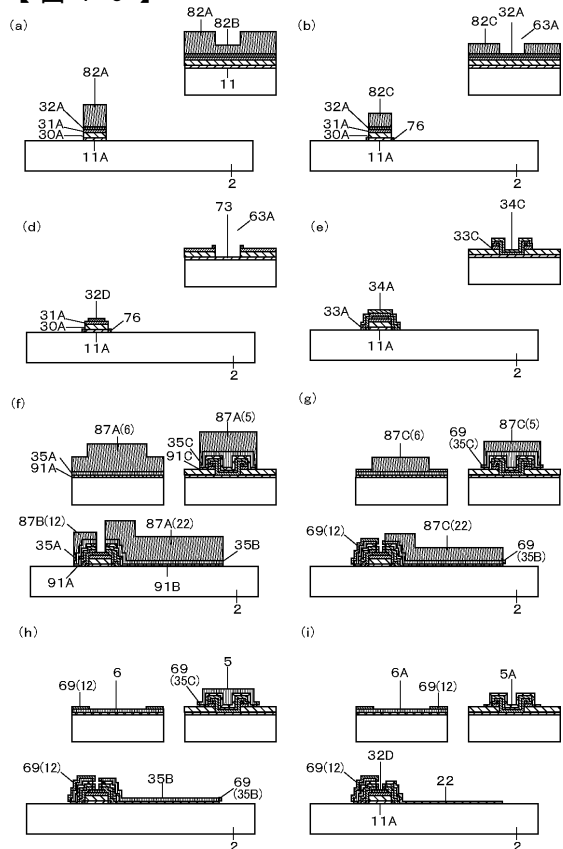 (a)
82A
32A
31A
30A
11A
2
82B
11
(b)
82C
32A
31A
30A
76
11A
2
82C
32A
63A
(d)
32D
31A
30A
76
11A
2
73
63A
(e)
34A
33A
11A
2
34C
33C
(f)
87A(6)
35A
91A
87A(5)
35C
91C
87B(12)
87A(22)
35A
35B
91A
91B
2
(g)
87C(6)
69
(35C)
87C(5)
69(12)
87C(22)
69
(35B)
2
(h)
69(12)
6
69
(35C)
5
69(12)
35B
69
(35B)
2
(i)
6A
69(12)
5A
69(12)
32D
22
11A
2